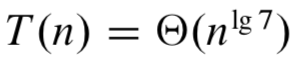 T(n) = Θ(n^{lg 7})